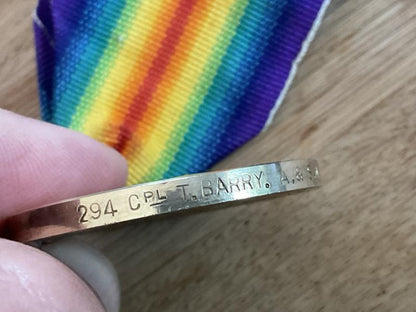 294 CPL T. BARRY. A. &